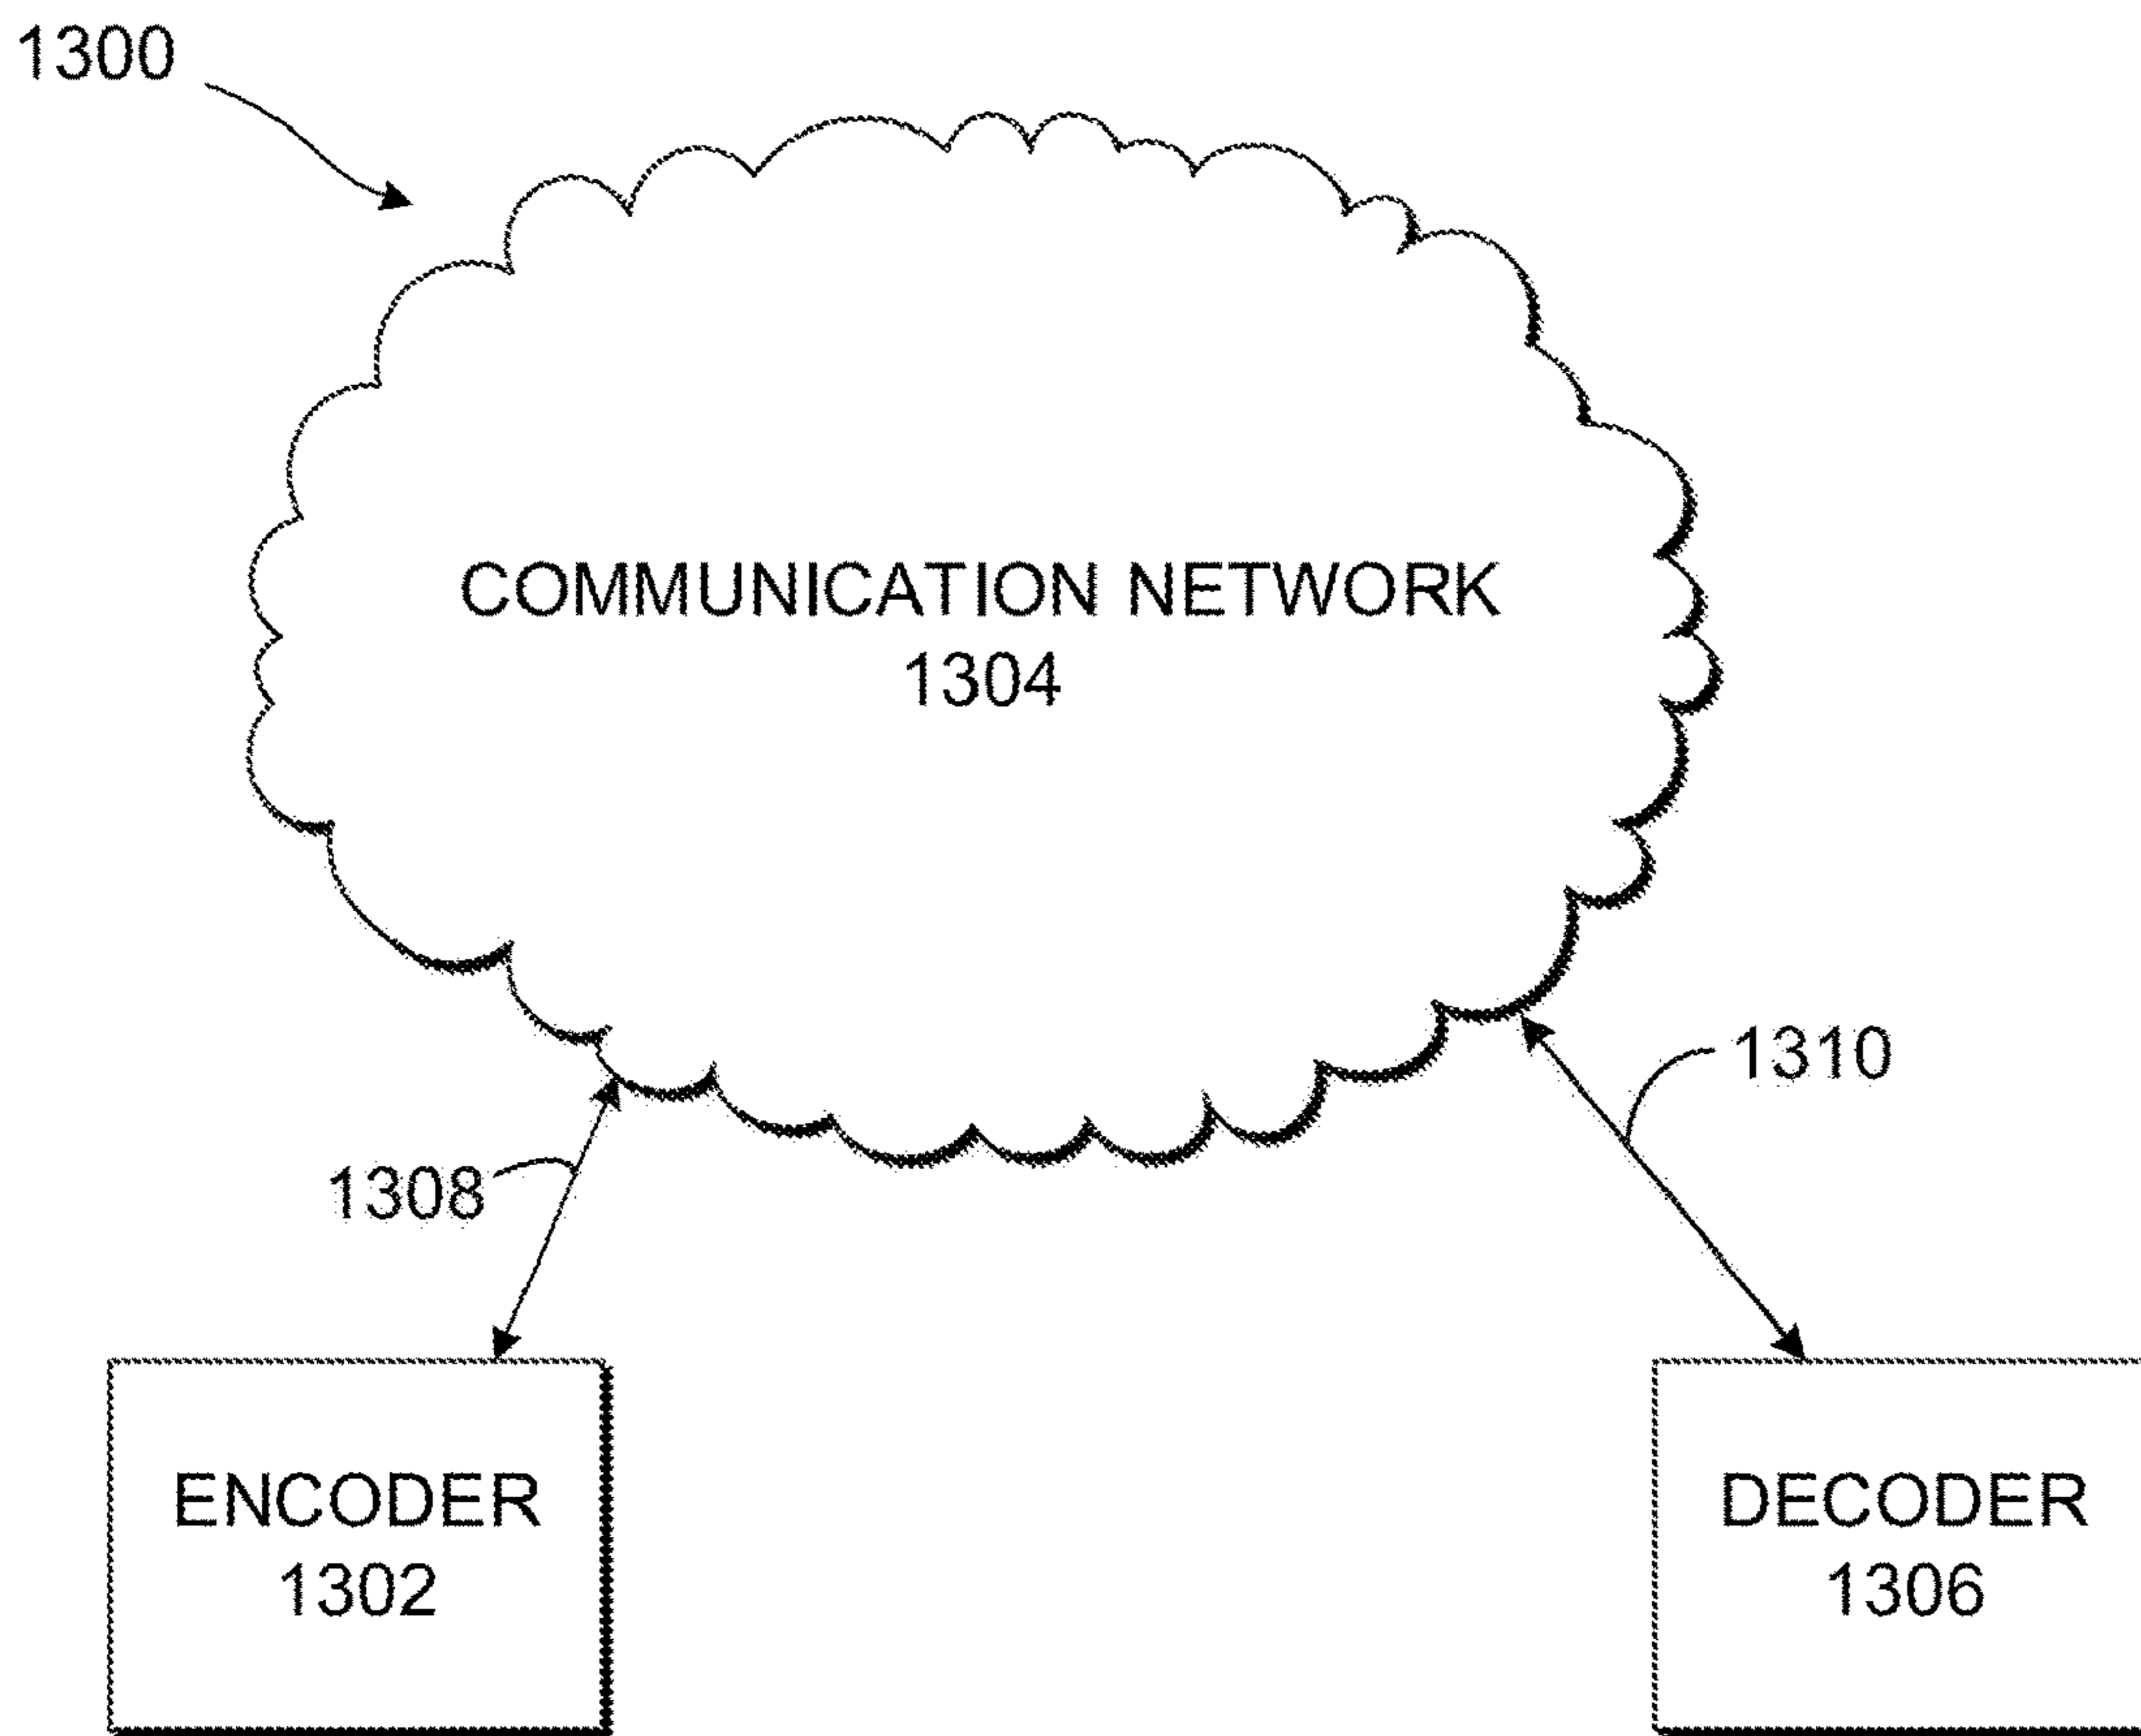 1300
COMMUNICATION NETWORK
1304
1310
1308
ENCODER
1302
DECODER
1306